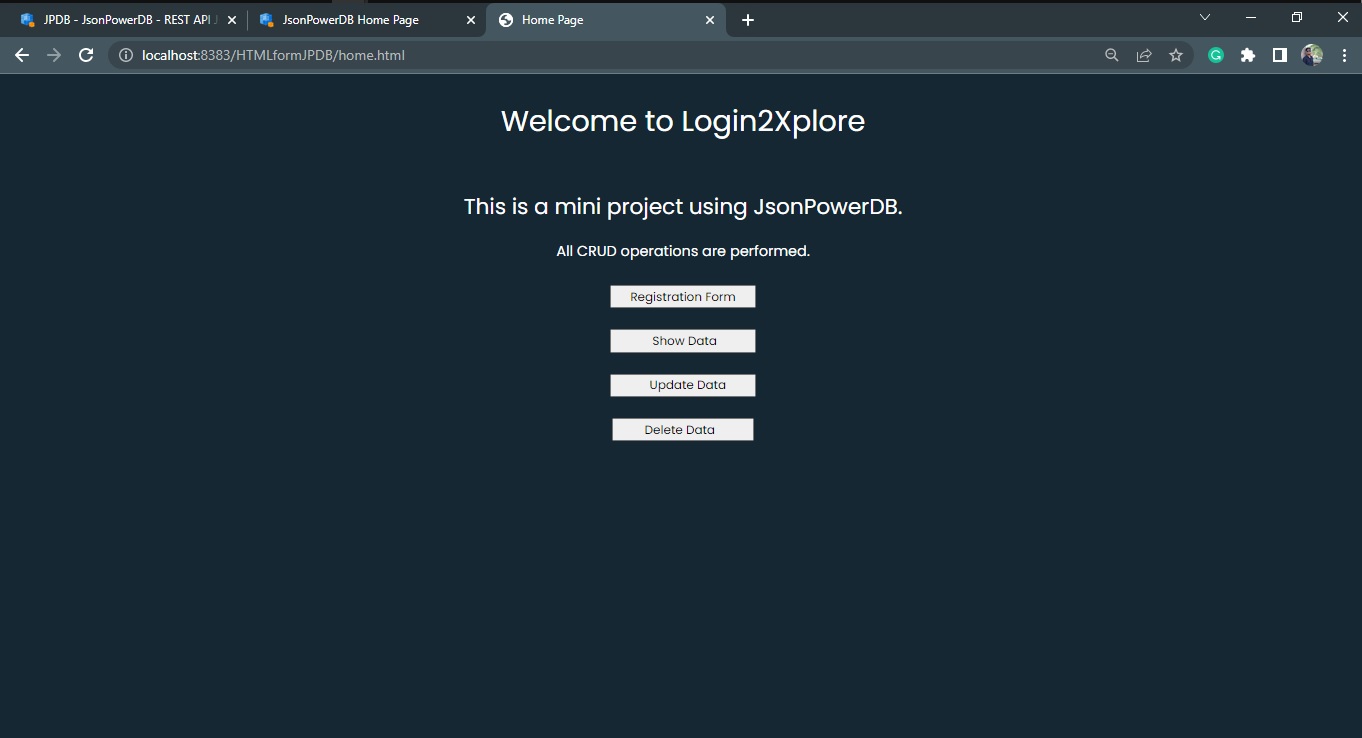 JPDB - JsonPowerDB - REST API J
JsonPowerDB Home Page
Home Page
localhost:8383/HTMLformJPDB/home.html
G
Welcome to Login2Xplore
This is a mini project using JsonPowerDB.
All CRUD operations are performed.
Registration Form
Show Data
Update Data
Delete Data